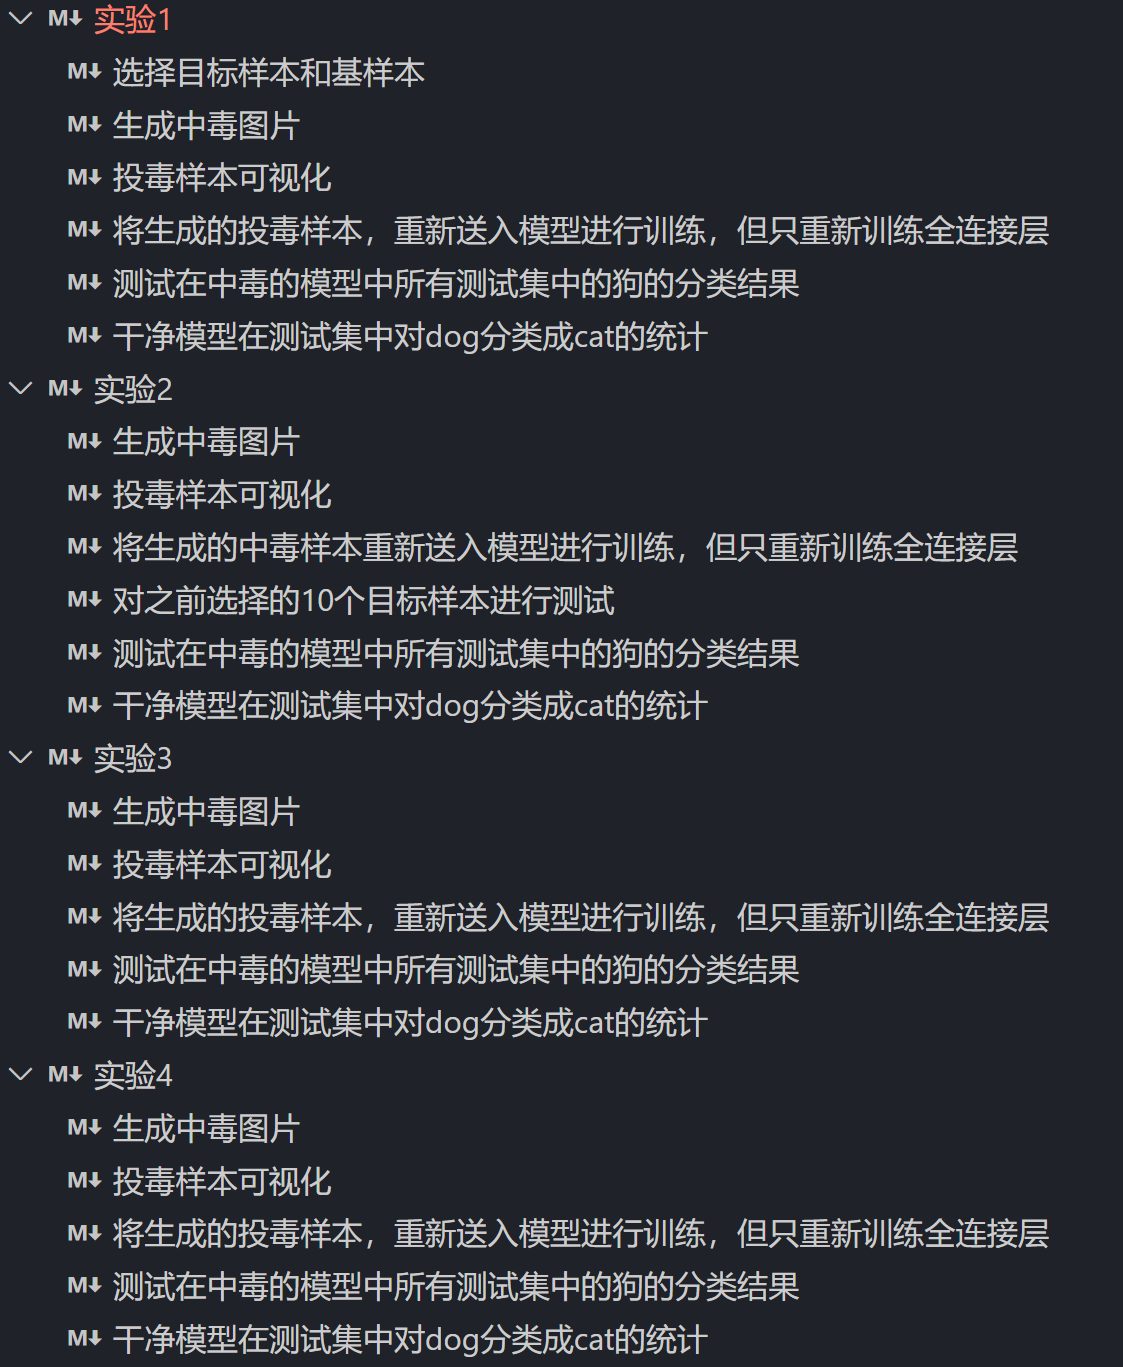 M↓ 实验1
M↓ 选择目标样本和基样本
M↓ 生成中毒图片
M↓ 投毒样本可视化
M↓ 将生成的投毒样本，重新送入模型进行训练，但只重新训练全连接层
M↓ 测试在中毒的模型中所有测试集中的狗的分类结果
M↓ 干净模型在测试集中对dog分类成cat的统计
M↓ 实验2
M↓ 生成中毒图片
M↓ 投毒样本可视化
M↓ 将生成的中毒样本重新送入模型进行训练，但只重新训练全连接层
M↓ 对之前选择的10个目标样本进行测试
M↓ 测试在中毒的模型中所有测试集中的狗的分类结果
M↓ 干净模型在测试集中对dog分类成cat的统计
M↓ 实验3
M↓ 生成中毒图片
M↓ 投毒样本可视化
M↓ 将生成的投毒样本，重新送入模型进行训练，但只重新训练全连接层
M↓ 测试在中毒的模型中所有测试集中的狗的分类结果
M↓ 干净模型在测试集中对dog分类成cat的统计
M↓ 实验4
M↓ 生成中毒图片
M↓ 投毒样本可视化
M↓ 将生成的投毒样本，重新送入模型进行训练，但只重新训练全连接层
M↓ 测试在中毒的模型中所有测试集中的狗的分类结果
M↓ 干净模型在测试集中对dog分类成cat的统计